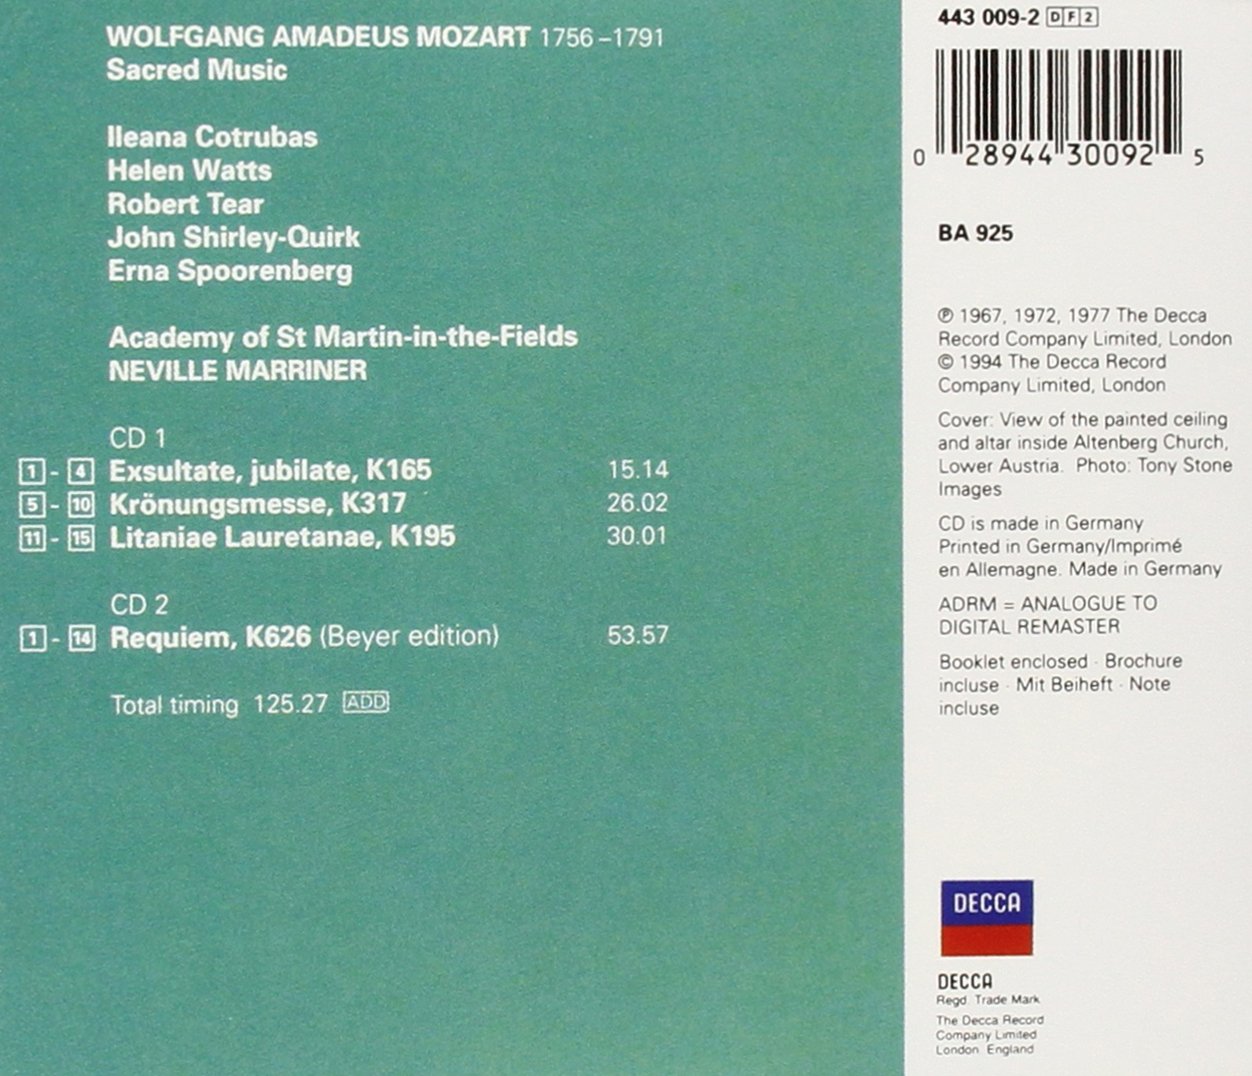 WOLFGANG AMADEUS MOZART 1756–1791
Sacred Music
Ileana Cotrubas
Helen Watts
Robert Tear
John Shirley-Quirk
Erna Spoorenberg
Academy of St Martin-in-the-Fields
NEVILLE MARRINER
CD 1
1 - 4 Exsultate, jubilate, K165 15.14
5 - 10 Krönungsmesse, K317 26.02
11 - 15 Litaniae Lauretanae, K195 30.01
CD 2
1 - 14 Requiem, K626 (Beyer edition) 53.57
Total timing 125.27 ADD
443 009-2 D F 2
0 28944 30092 5
BA 925
℗ 1967, 1972, 1977 The Decca
Record Company Limited, London
© 1994 The Decca Record
Company Limited, London
Cover: View of the painted ceiling
and altar inside Altenberg Church,
Lower Austria. Photo: Tony Stone
Images
CD is made in Germany
Printed in Germany/Imprimé
en Allemagne. Made in Germany
ADRM = ANALOGUE TO
DIGITAL REMASTER
Booklet enclosed · Brochure
incluse · Mit Beiheft · Note
incluse
DECCA
DECCA
Regd. Trade Mark
The Decca Record
Company Limited
London England